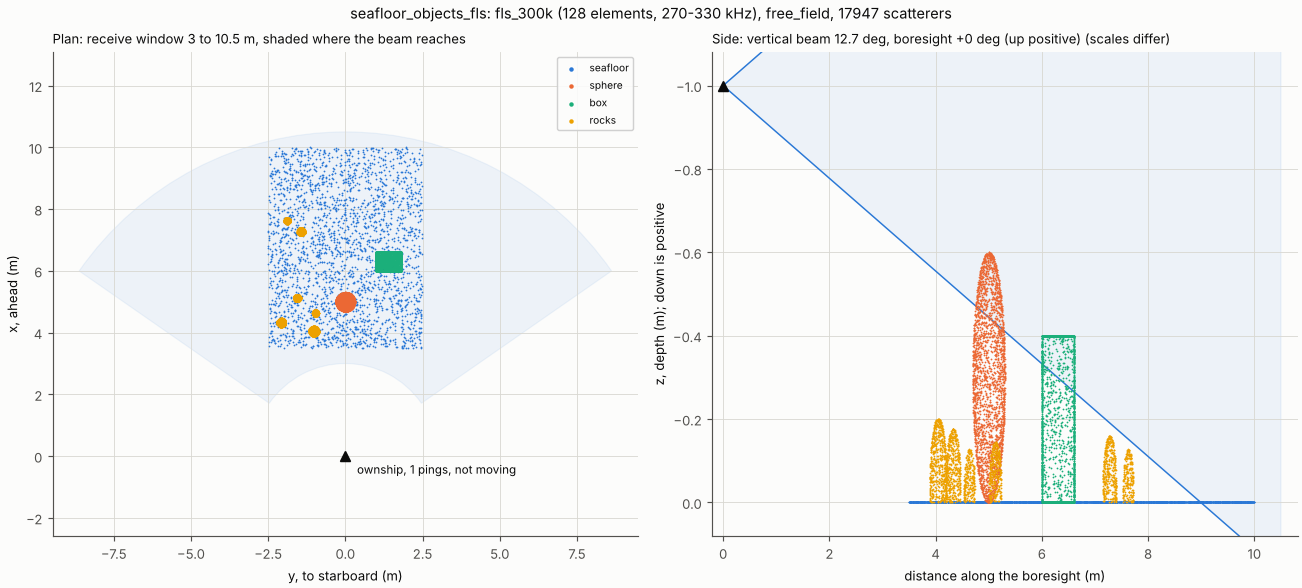 seafloor_objects_fls: fls_300k (128 elements, 270-330 kHz), free_field, 17947 scatterers
Plan: receive window 3 to 10.5 m, shaded where the beam reaches
seafloor
sphere
box
rocks
12
10
8
6
4
2
0
−2
x, ahead (m)
ownship, 1 pings, not moving
−7.5
−5.0
−2.5
0.0
2.5
5.0
7.5
y, to starboard (m)
Side: vertical beam 12.7 deg, boresight +0 deg (up positive) (scales differ)
−1.0
−0.8
−0.6
−0.4
−0.2
0.0
z, depth (m); down is positive
0
2
4
6
8
10
distance along the boresight (m)